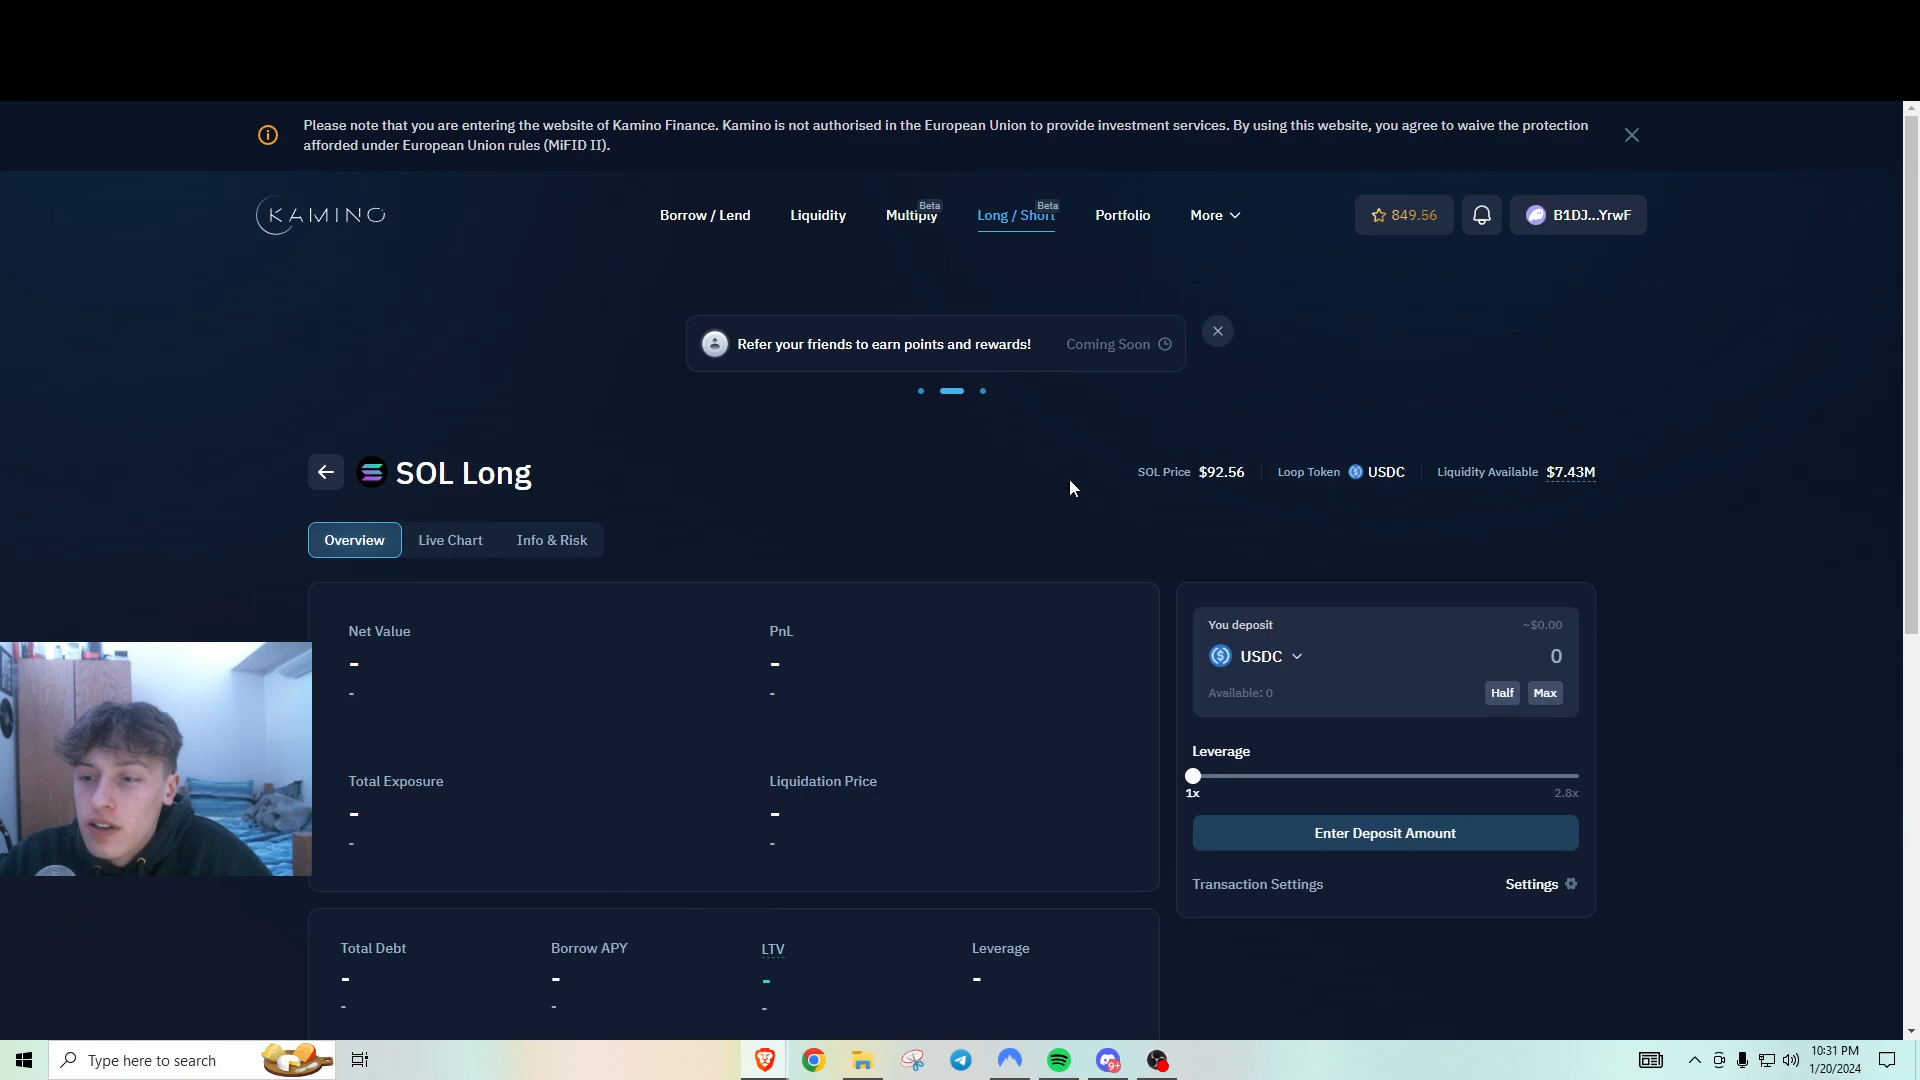 Please note that you are entering the website of Kamino Finance. Kamino is not authorised in the European Union to provide investment services. By using this website, you agree to waive the protection
afforded under European Union rules (MiFID II).
KAMINO
Borrow / Lend
Liquidity
Multiply
Beta
Long / Short
Beta
Portfolio
More
849.56
B1DJ...YrwF
Refer your friends to earn points and rewards!
Coming Soon
SOL Long
SOL Price $92.56
Loop Token USDC
Liquidity Available $7.43M
Overview
Live Chart
Info & Risk
Net Value
-
-
PnL
-
-
Total Exposure
-
-
Liquidation Price
-
-
You deposit
~$0.00
USDC
0
Available: 0
Half
Max
Leverage
1x
2.8x
Enter Deposit Amount
Transaction Settings
Settings
Total Debt
-
-
Borrow APY
-
-
LTV
-
-
Leverage
-
Type here to search
9+
10:31 PM
1/20/2024